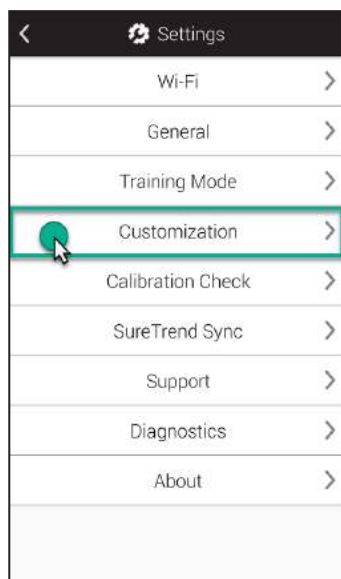 Settings
Wi-Fi
General
Training Mode
Customization
Calibration Check
SureTrend Sync
Support
Diagnostics
About